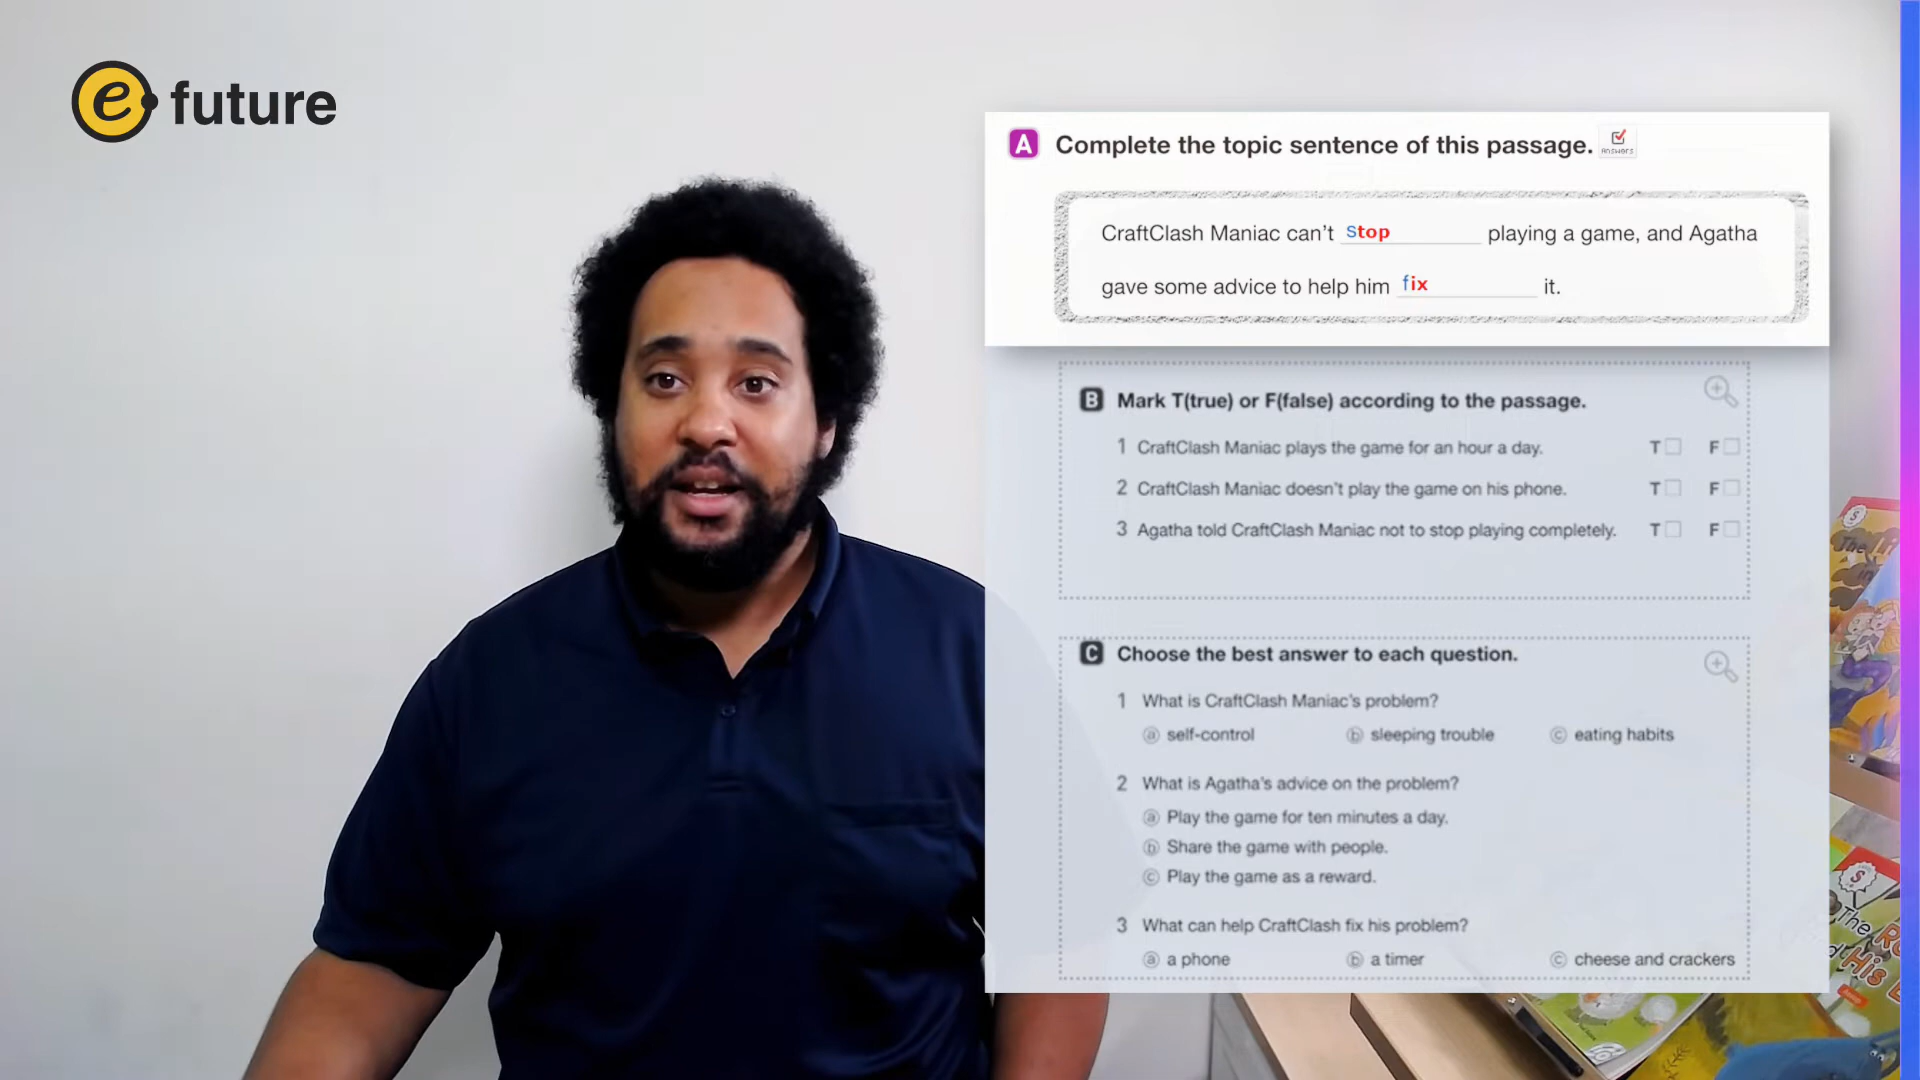 e future
A Complete the topic sentence of this passage.
Answers
CraftClash Maniac can't stop playing a game, and Agatha
gave some advice to help him fix it.
B Mark T(true) or F(false) according to the passage.
1 CraftClash Maniac plays the game for an hour a day. T F
2 CraftClash Maniac doesn't play the game on his phone. T F
3 Agatha told CraftClash Maniac not to stop playing completely. T F
C Choose the best answer to each question.
1 What is CraftClash Maniac's problem?
ⓐ self-control ⓑ sleeping trouble ⓒ eating habits
2 What is Agatha's advice on the problem?
ⓐ Play the game for ten minutes a day.
ⓑ Share the game with people.
ⓒ Play the game as a reward.
3 What can help CraftClash fix his problem?
ⓐ a phone ⓑ a timer ⓒ cheese and crackers
S
The
S
The
His